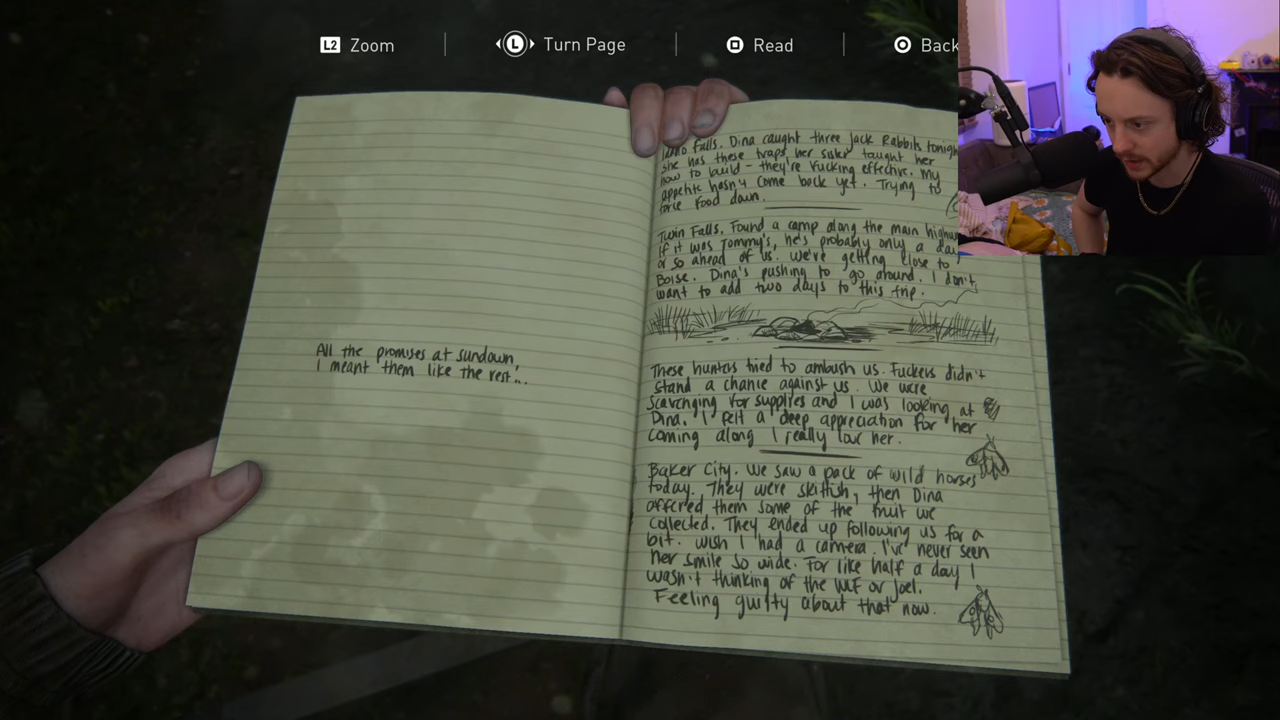 L2 Zoom
L Turn Page
Read
Back
All the promises at sundown,
I meant them like the rest...
Falls. Dina caught three Jack Rabbits
she has these traps her sister taught her
how to build - they're fucking effective. My
appetite hasn't come back yet. Trying to
force food down.
Twin Falls. Found a camp along the main
If it was Tommy's, he's probably only a day
or so ahead of us. We're getting close to
Boise. Dina's pushing to go around. I don't
want to add two days to this trip.
These hunters tried to ambush us. Fuckers didn't
stand a chance against us. We were
scavenging for supplies and I was looking at
Dina. I felt a deep appreciation for her
coming along I really love her.
Baker City. We saw a pack of wild horses
today. They were skittish, then Dina
offered them some of the fruit we
collected. They ended up following us for a
bit. Wish I had a camera. I've never seen
her smile so wide. For like half a day I
wasn't thinking of the WLF or Joel.
Feeling guilty about that now.